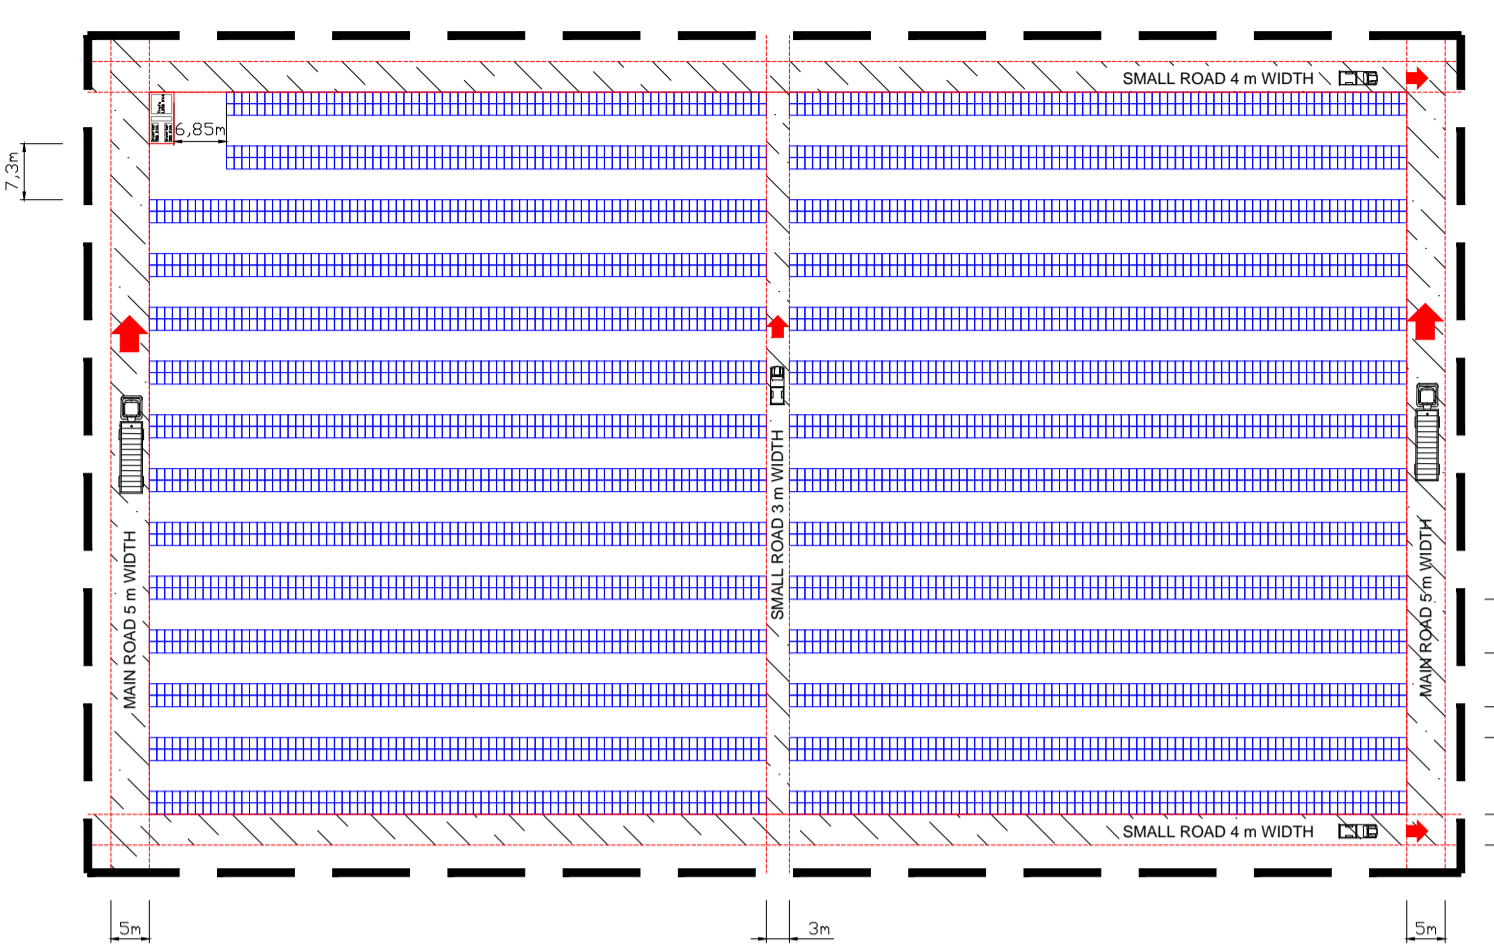 SMALL ROAD 4 m WIDTH
6,85m
7,3m
SMALL ROAD 3 m WIDTH
MAIN ROAD 5 m WIDTH
MAIN ROAD 5 m WIDTH
SMALL ROAD 4 m WIDTH
5m
3m
5m